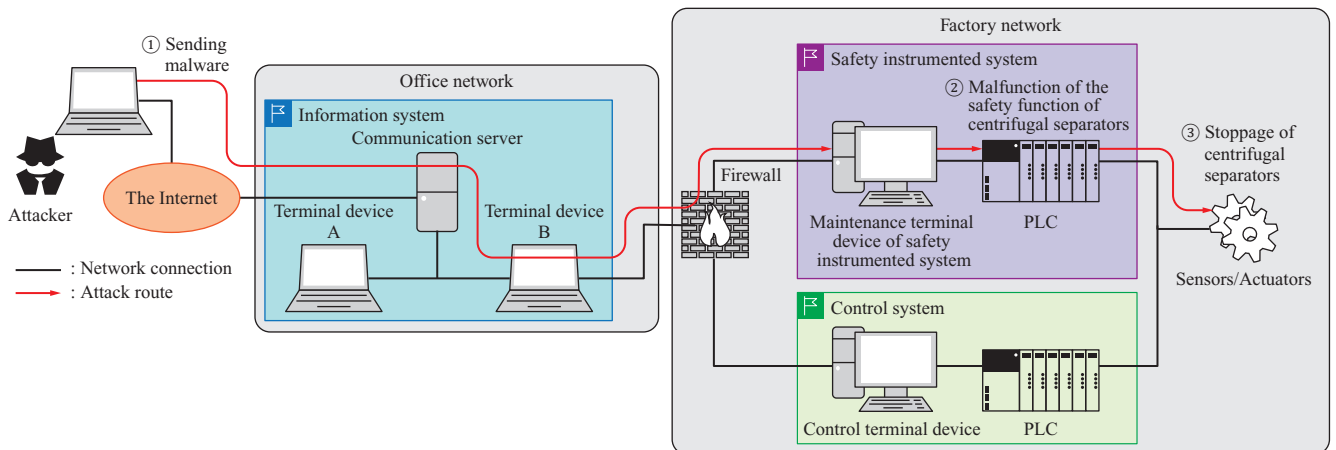 ① Sending
malware
Attacker
The Internet
: Network connection
: Attack route
Office network
Information system
Communication server
Terminal device
A
Terminal device
B
Firewall
Factory network
Safety instrumented system
② Malfunction of the
safety function of
centrifugal separators
Maintenance terminal
device of safety
instrumented system
PLC
③ Stoppage of
centrifugal
separators
Sensors/Actuators
Control system
Control terminal device
PLC